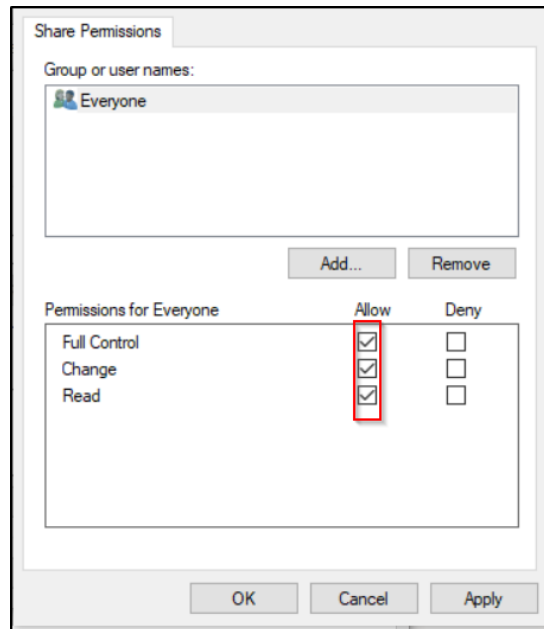 Share Permissions
Group or user names:
Everyone
Add... Remove
Permissions for Everyone Allow Deny
Full Control
Change
Read
OK Cancel Apply